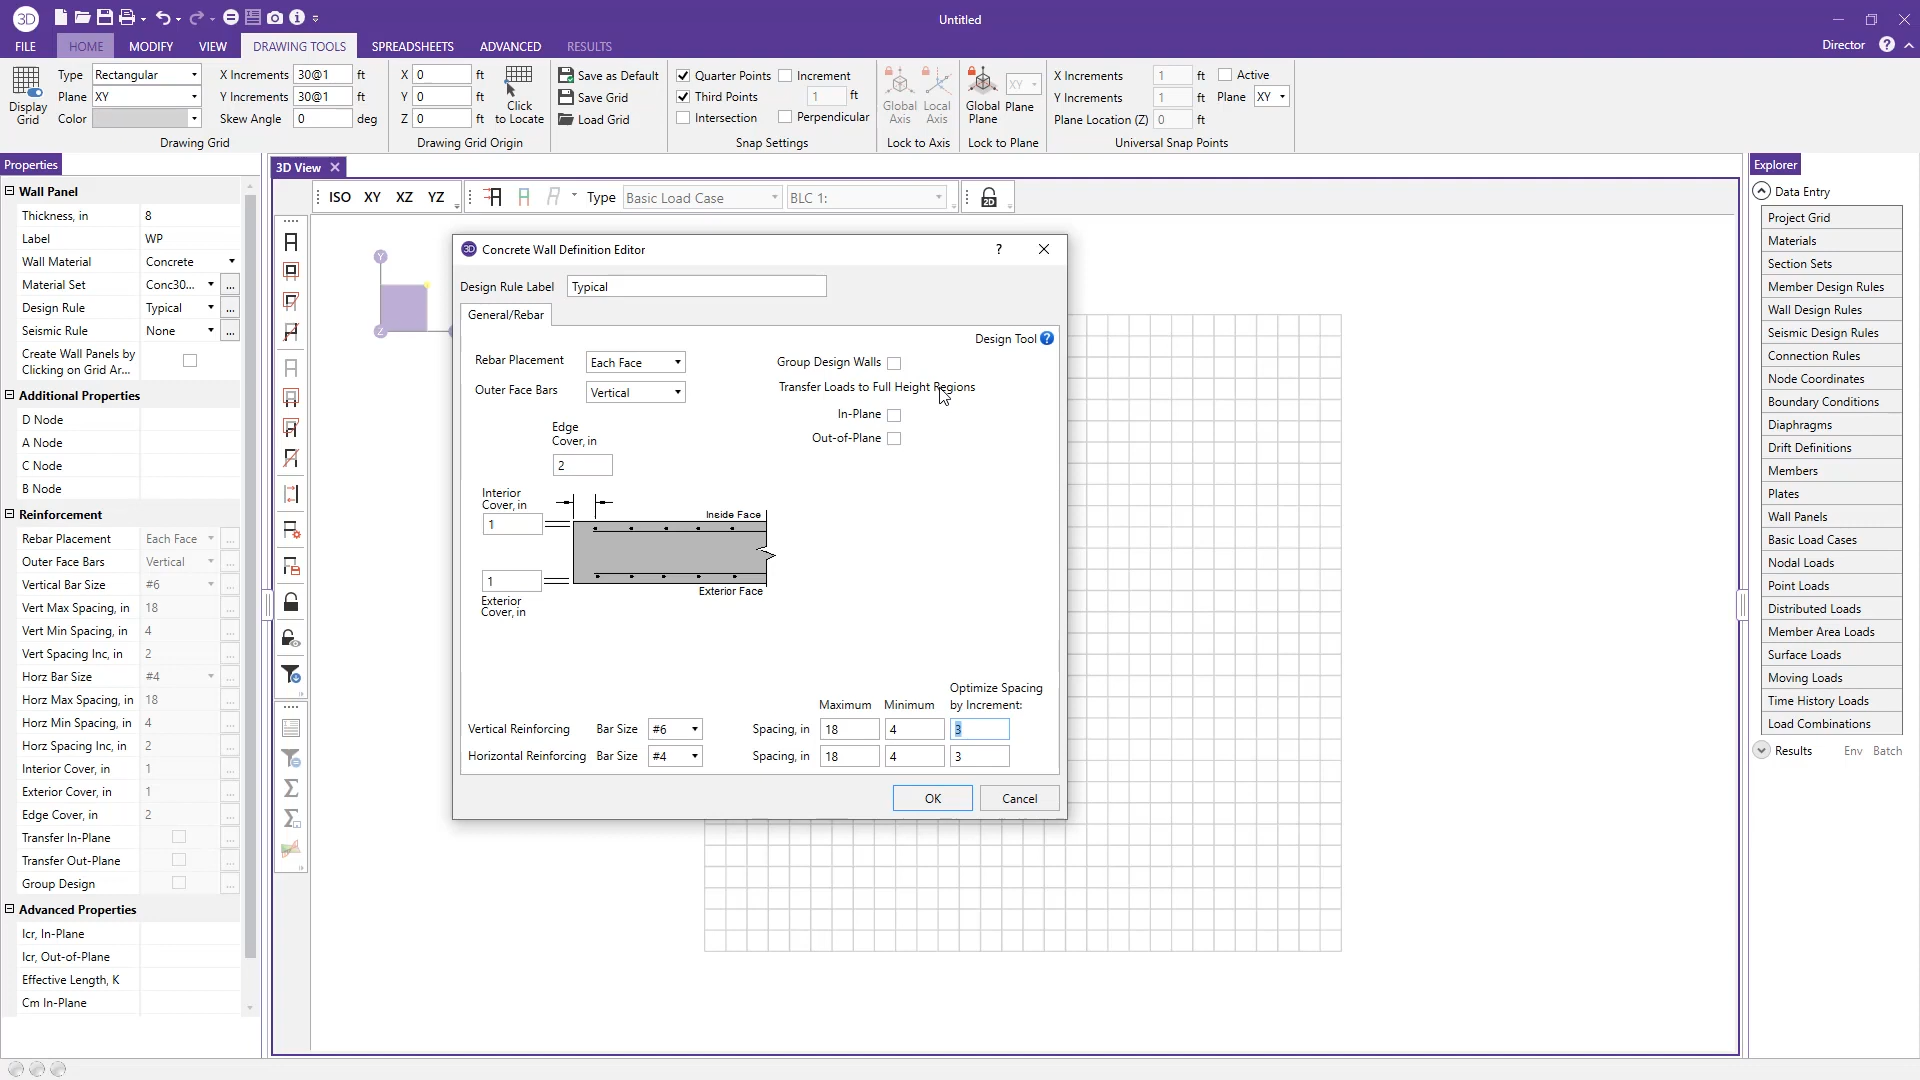 3D
Untitled
FILE HOME MODIFY VIEW DRAWING TOOLS SPREADSHEETS ADVANCED RESULTS
Director ?
Display Grid
Type Rectangular
Plane XY
Color
X Increments 30@1 ft
Y Increments 30@1 ft
Skew Angle 0 deg
Drawing Grid
X 0 ft
Y 0 ft
Z 0 ft
Click to Locate
Drawing Grid Origin
Save as Default
Save Grid
Load Grid
Quarter Points
Third Points
Intersection
Increment
1 ft
Perpendicular
Snap Settings
Global Axis
Local Axis
Lock to Axis
Global Plane
XY
Plane
Lock to Plane
X Increments 1 ft
Y Increments 1 ft
Plane Location (Z) 0 ft
Active
Plane XY
Universal Snap Points
Properties
Wall Panel
Thickness, in 8
Label WP
Wall Material Concrete
Material Set Conc30... ...
Design Rule Typical ...
Seismic Rule None ...
Create Wall Panels by
Clicking on Grid Ar...
Additional Properties
D Node
A Node
C Node
B Node
Reinforcement
Rebar Placement Each Face ...
Outer Face Bars Vertical ...
Vertical Bar Size #6 ...
Vert Max Spacing, in 18 ...
Vert Min Spacing, in 4 ...
Vert Spacing Inc, in 2 ...
Horz Bar Size #4 ...
Horz Max Spacing, in 18 ...
Horz Min Spacing, in 4 ...
Horz Spacing Inc, in 2 ...
Interior Cover, in 1 ...
Exterior Cover, in 1 ...
Edge Cover, in 2 ...
Transfer In-Plane ...
Transfer Out-Plane ...
Group Design ...
Advanced Properties
Icr, In-Plane
Icr, Out-of-Plane
Effective Length, K
Cm In-Plane
3D View
ISO XY XZ YZ
Type Basic Load Case BLC 1:
2D
Y
Z
3D Concrete Wall Definition Editor ?
Design Rule Label Typical
General/Rebar
Design Tool ?
Rebar Placement Each Face
Outer Face Bars Vertical
Group Design Walls
Transfer Loads to Full Height Regions
In-Plane
Out-of-Plane
Edge
Cover, in
2
Interior
Cover, in
1
Inside Face
1
Exterior
Cover, in
Exterior Face
Maximum Minimum Optimize Spacing
by Increment:
Vertical Reinforcing Bar Size #6 Spacing, in 18 4 3
Horizontal Reinforcing Bar Size #4 Spacing, in 18 4 3
OK Cancel
Explorer
Data Entry
Project Grid
Materials
Section Sets
Member Design Rules
Wall Design Rules
Seismic Design Rules
Connection Rules
Node Coordinates
Boundary Conditions
Diaphragms
Drift Definitions
Members
Plates
Wall Panels
Basic Load Cases
Nodal Loads
Point Loads
Distributed Loads
Member Area Loads
Surface Loads
Moving Loads
Time History Loads
Load Combinations
Results Env Batch